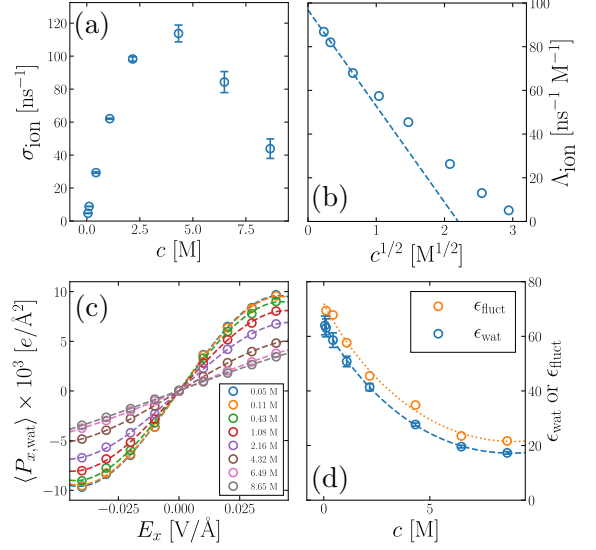 (a)
σ_ion [ns⁻¹]
120
100
80
60
40
20
0
0.0 2.5 5.0 7.5
c [M]
(b)
Λ_ion [ns⁻¹ M⁻¹]
100
80
60
40
20
0
0 1 2 3
c^{1/2} [M^{1/2}]
(c)
⟨P_{x,wat}⟩ × 10³ [e/Å²]
10
5
0
−5
−10
0.05 M
0.11 M
0.43 M
1.08 M
2.16 M
4.32 M
6.49 M
8.65 M
−0.025 0.000 0.025
E_x [V/Å]
(d)
ϵ_fluct
ϵ_wat
ϵ_wat or ϵ_fluct
80
60
40
20
0
0 5 10
c [M]